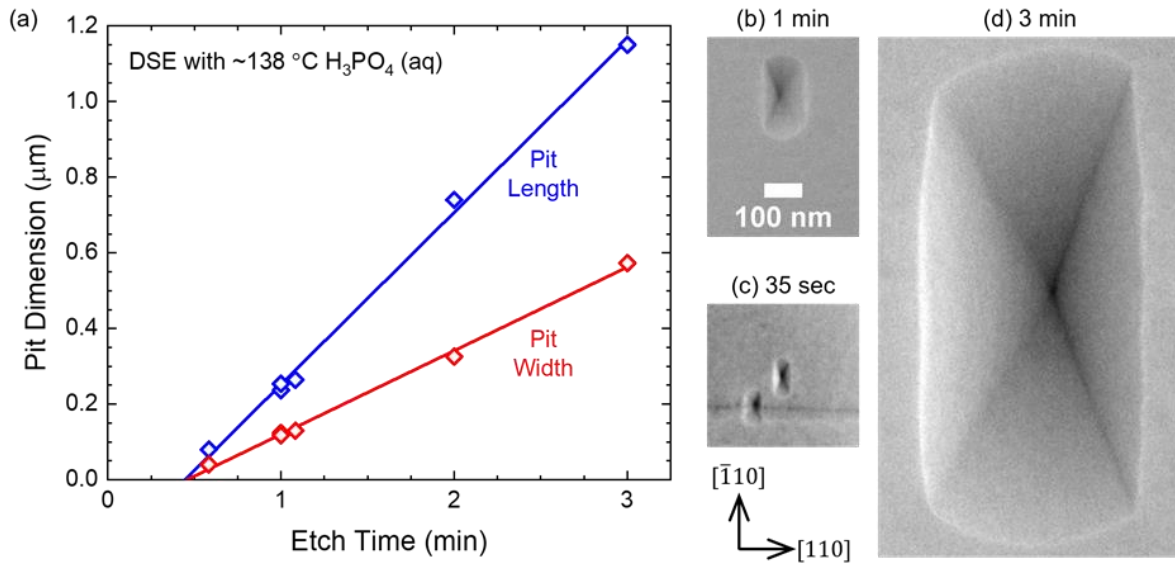 (a)
1.2
1.0
0.8
0.6
0.4
0.2
0.0
Pit Dimension (μm)
DSE with ~138 °C H₃PO₄ (aq)
Pit
Length
Pit
Width
0
1
2
3
Etch Time (min)
(b) 1 min
100 nm
(c) 35 sec
[1̄10]
[110]
(d) 3 min